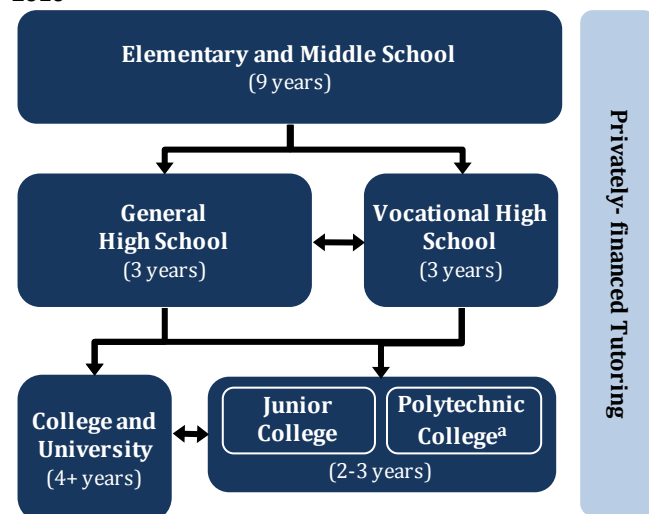 Elementary and Middle School
(9 years)
General
High School
(3 years)
Vocational High
School
(3 years)
College and
University
(4+ years)
Junior
College
Polytechnic
Collegeᵃ
(2-3 years)
Privately- financed Tutoring